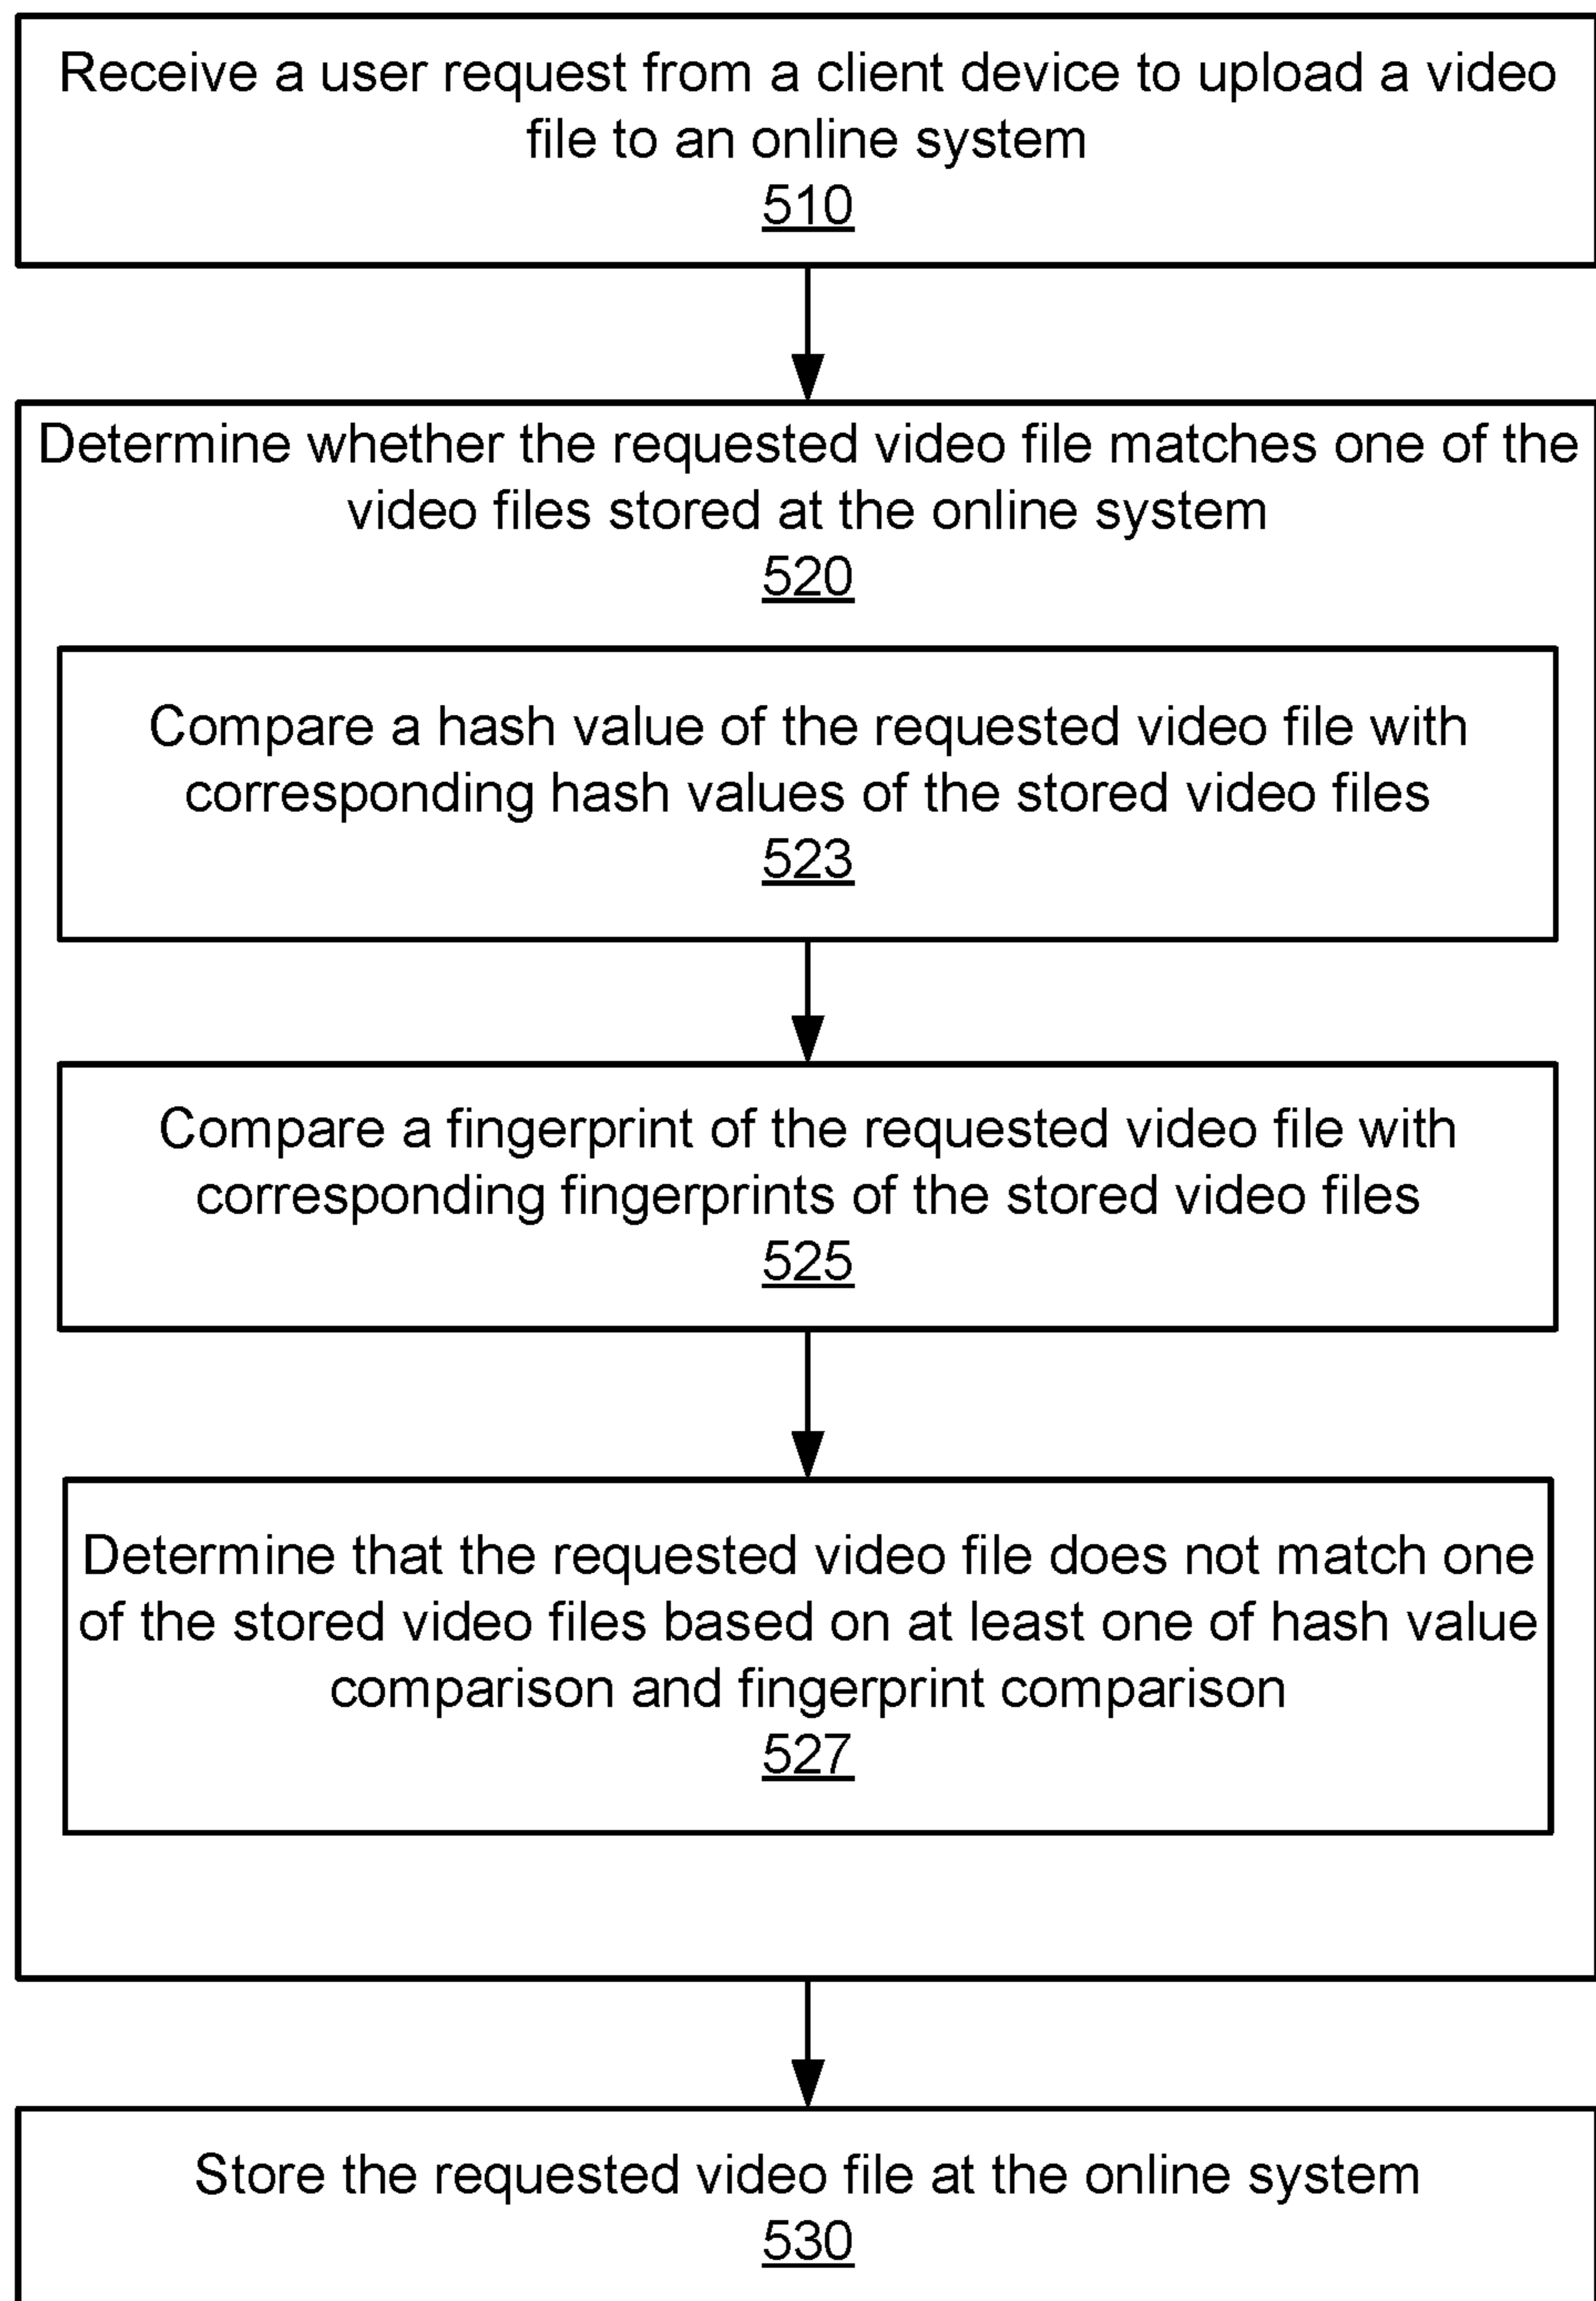 Receive a user request from a client device to upload a video
file to an online system
510
Determine whether the requested video file matches one of the
video files stored at the online system
520
Compare a hash value of the requested video file with
corresponding hash values of the stored video files
523
Compare a fingerprint of the requested video file with
corresponding fingerprints of the stored video files
525
Determine that the requested video file does not match one
of the stored video files based on at least one of hash value
comparison and fingerprint comparison
527
Store the requested video file at the online system
530